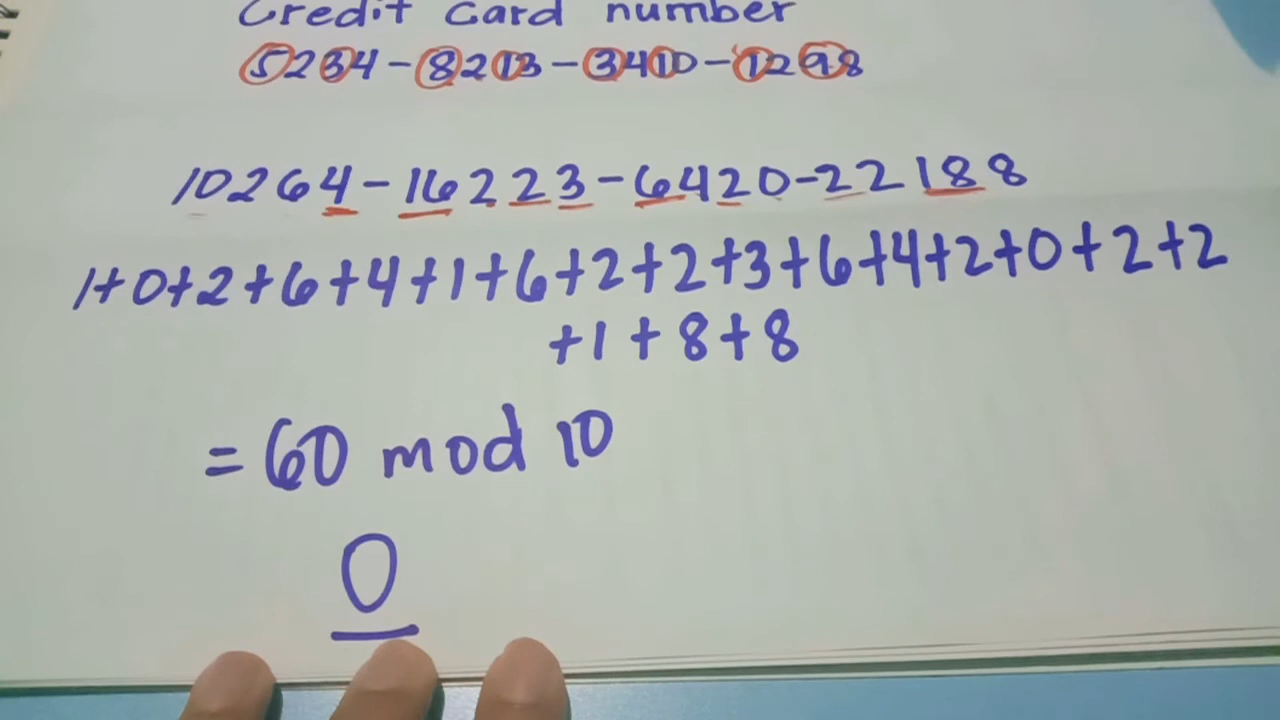 Credit Card number
5234-8213-3410-1298
10264-16223-6420-22188
1+0+2+6+4+1+6+2+2+3+6+4+2+0+2+2
+1+8+8
=60 mod 10
0